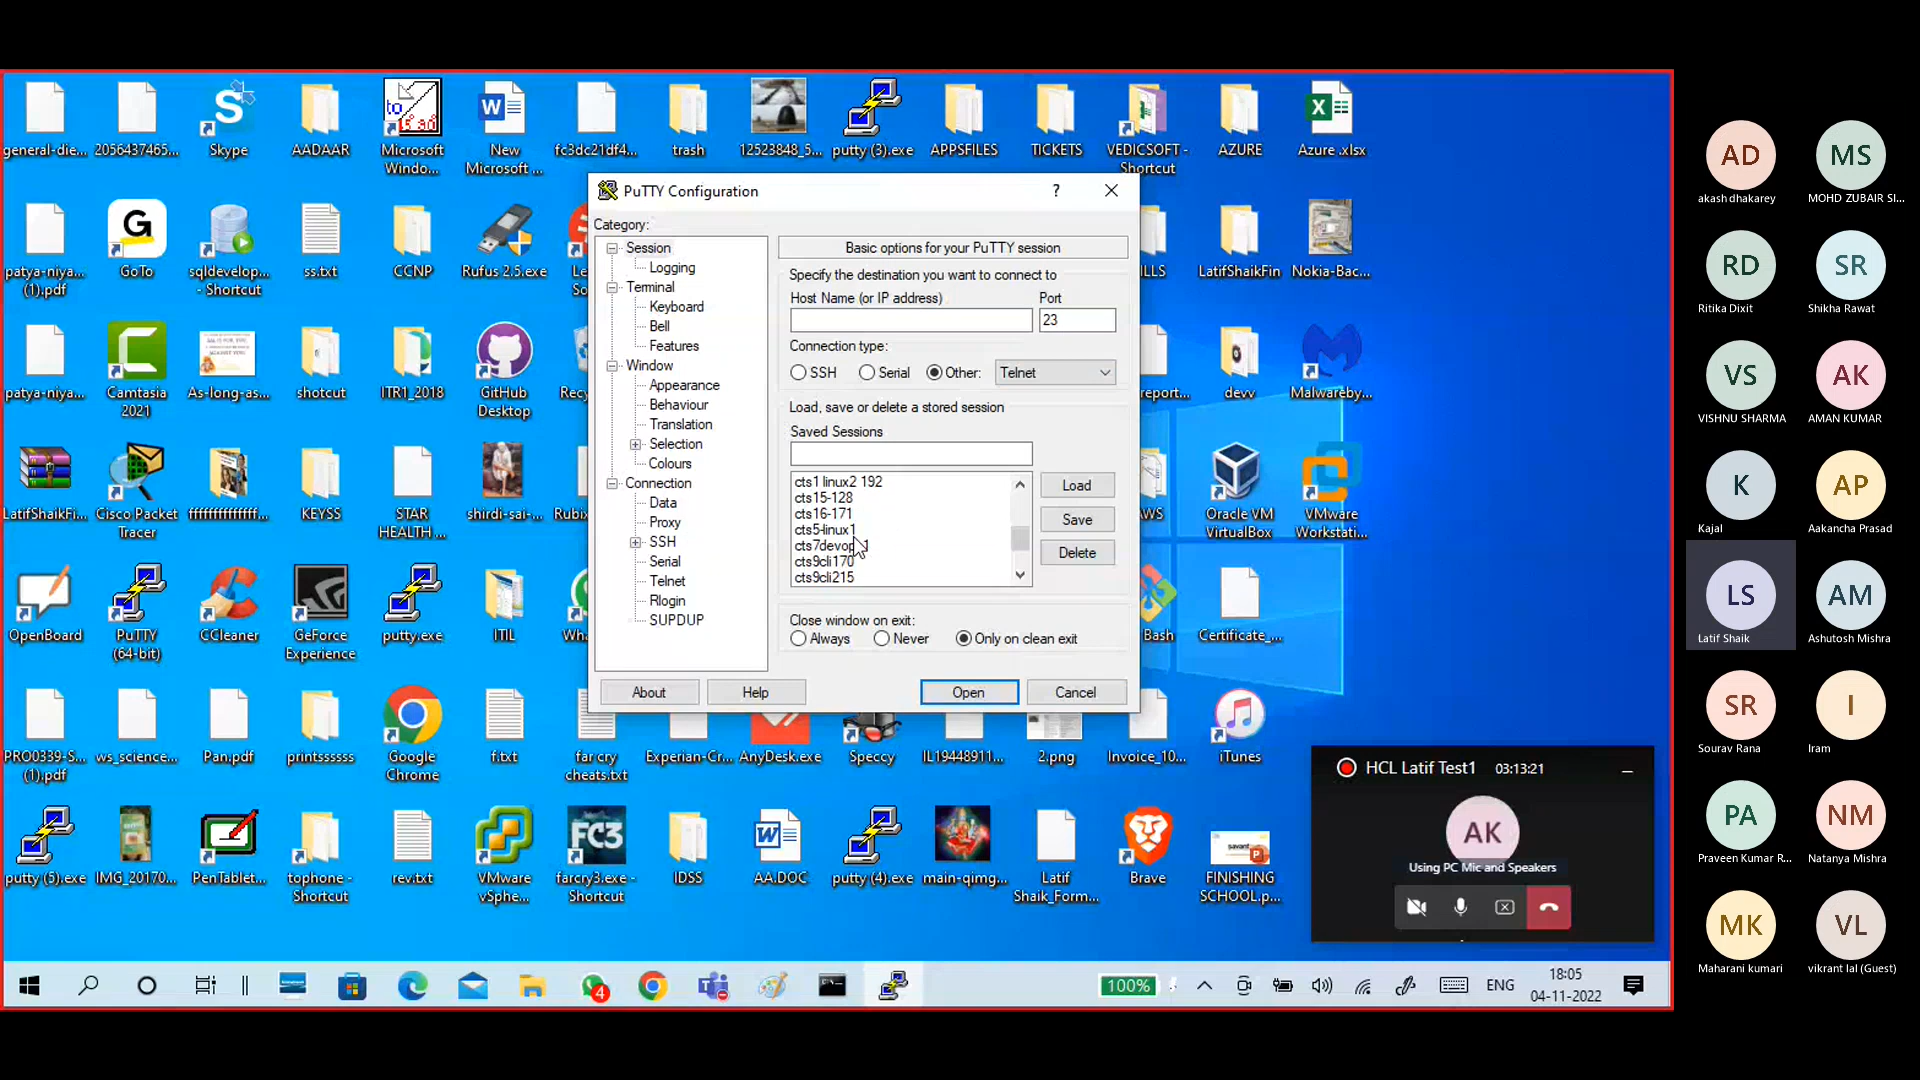 general-die...
2056437465...
Skype
AADAAR
Microsoft
Windo...
New
Microsoft ...
fc3dc21df4...
trash
12523848_5...
putty (3).exe
APPSFILES
TICKETS
VEDICSOFT -
Shortcut
AZURE
Azure .xlsx
patya-niya...
(1).pdf
GoTo
sqldevelop...
- Shortcut
ss.txt
CCNP
Rufus 2.5.exe
LatifShaikFin
Nokia-Bac...
patya-niya...
Camtasia
2021
As-long-as...
shotcut
ITR1_2018
GitHub
Desktop
Recy
report...
devv
Malwareby...
LatifShaikFi...
Cisco Packet
Tracer
ffffffffffffff...
KEYSS
STAR
HEALTH ...
shirdi-sai-...
Rubix
AWS
Oracle VM
VirtualBox
VMware
Workstati...
OpenBoard
PuTTY
(64-bit)
CCleaner
GeForce
Experience
putty.exe
ITIL
Bash
Certificate_...
PRO0339-S...
(1).pdf
ws_science...
Pan.pdf
printssssss
Google
Chrome
f.txt
far cry
cheats.txt
Experian-Cr...
AnyDesk.exe
Speccy
IL19448911...
2.png
Invoice_10...
iTunes
putty (5).exe
IMG_20170...
PenTablet...
tophone -
Shortcut
rev.txt
VMware
vSphe...
FC3
farcry3.exe -
Shortcut
IDSS
AA.DOC
putty (4).exe
main-qimg...
Latif
Shaik_Form...
Brave
FINISHING
SCHOOL.p...
PuTTY Configuration
?
Category:
Session
Logging
Terminal
Keyboard
Bell
Features
Window
Appearance
Behaviour
Translation
Selection
Colours
Connection
Data
Proxy
SSH
Serial
Telnet
Rlogin
SUPDUP
Basic options for your PuTTY session
Specify the destination you want to connect to
Host Name (or IP address)
Port
23
Connection type:
SSH
Serial
Other:
Telnet
Load, save or delete a stored session
Saved Sessions
cts1 linux2 192
cts15-128
cts16-171
cts5-linux1
cts9cli170
cts9cli215
Load
Save
Delete
Close window on exit:
Always
Never
Only on clean exit
About
Help
Open
Cancel
HCL Latif Test1
03:13:21
AK
Using PC Mic and Speakers
4
100%
ENG
18:05
04-11-2022
AD
akash dhakarey
MS
MOHD ZUBAIR SI...
RD
Ritika Dixit
SR
Shikha Rawat
VS
VISHNU SHARMA
AK
AMAN KUMAR
K
Kajal
AP
Aakancha Prasad
LS
Latif Shaik
AM
Ashutosh Mishra
SR
Sourav Rana
I
Iram
PA
Praveen Kumar R...
NM
Natanya Mishra
MK
Maharani kumari
VL
vikrant lal (Guest)